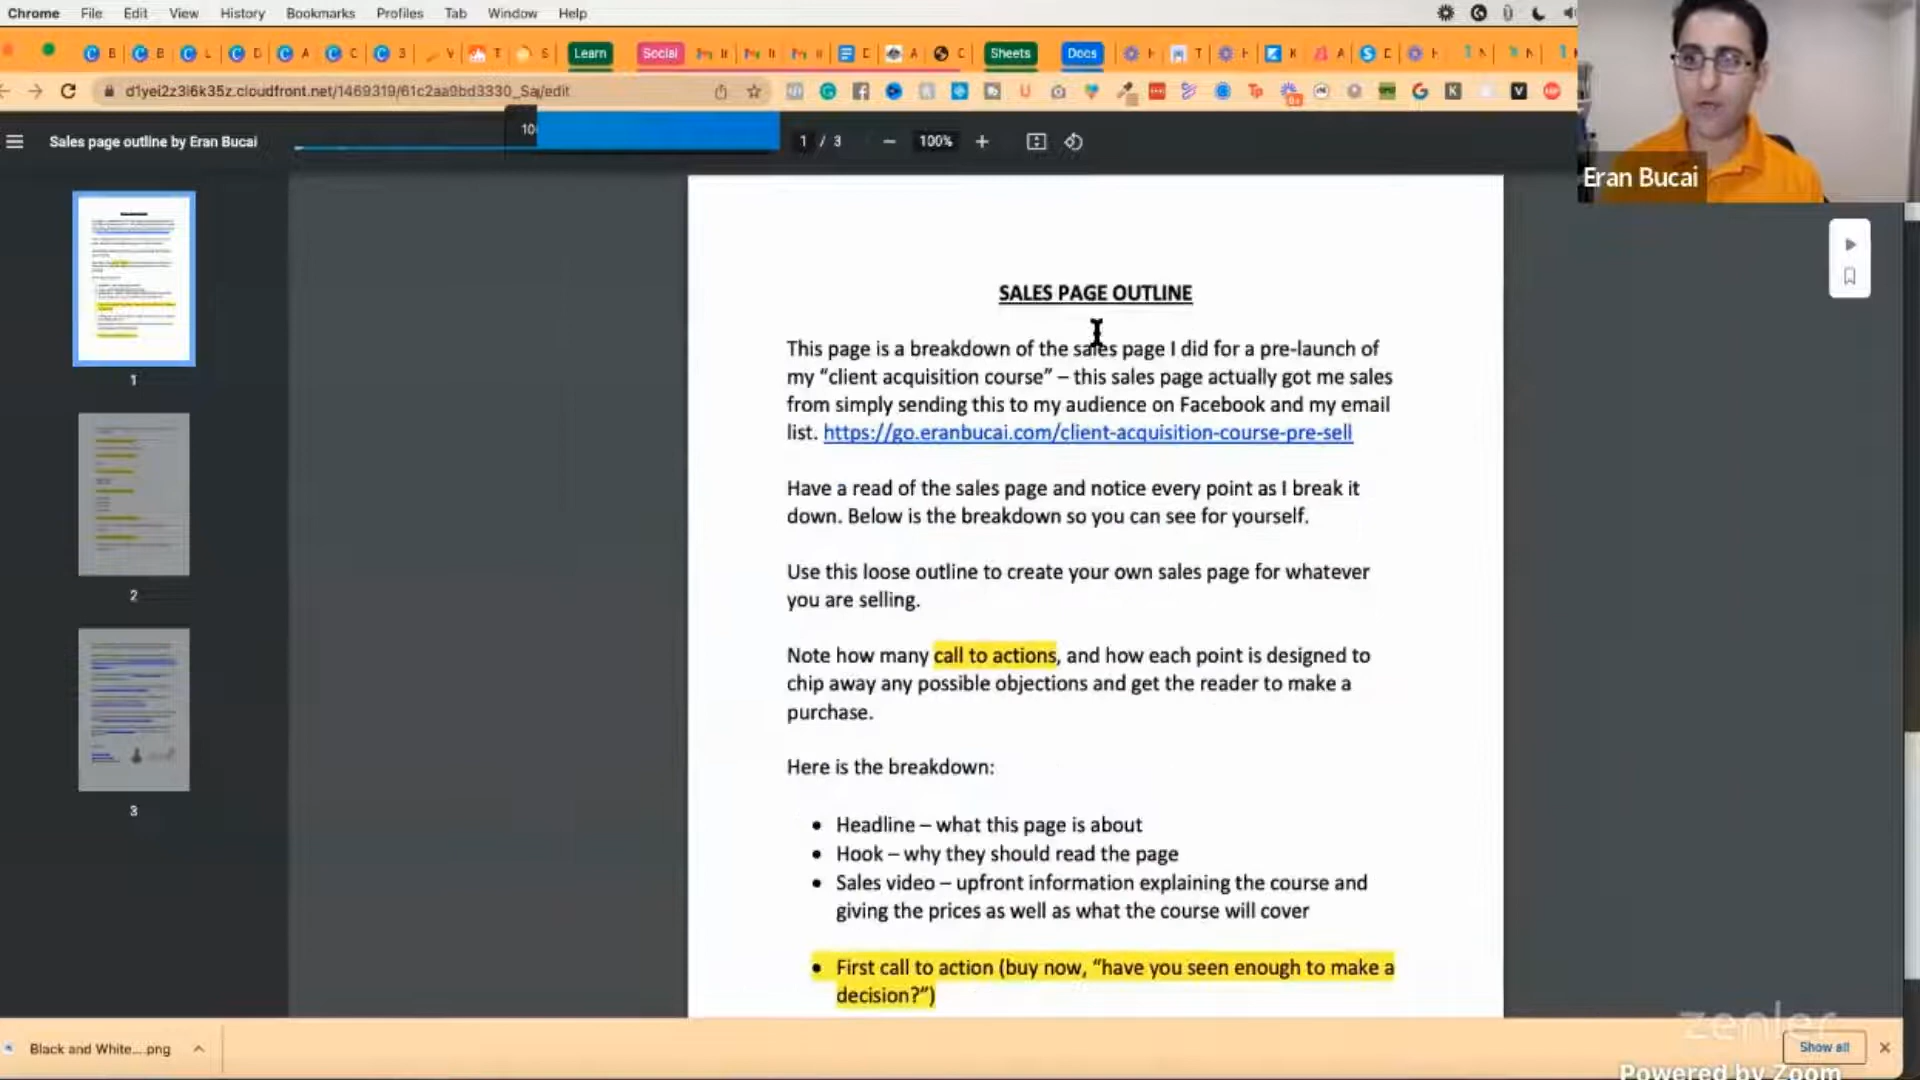 Chrome File Edit View History Bookmarks Profiles Tab Window Help
Learn Social Sheets Docs
d1yei2z3i6k35z.cloudfront.net/1469319/61c2aa9bd3330_Sa/edit
Sales page outline by Eran Bucai
1 / 3
100%
Eran Bucai
1
2
3
SALES PAGE OUTLINE
This page is a breakdown of the sales page I did for a pre-launch of
my “client acquisition course” – this sales page actually got me sales
from simply sending this to my audience on Facebook and my email
list. https://go.eranbucai.com/client-acquisition-course-pre-sell
Have a read of the sales page and notice every point as I break it
down. Below is the breakdown so you can see for yourself.
Use this loose outline to create your own sales page for whatever
you are selling.
Note how many call to actions, and how each point is designed to
chip away any possible objections and get the reader to make a
purchase.
Here is the breakdown:
• Headline – what this page is about
• Hook – why they should read the page
• Sales video – upfront information explaining the course and
giving the prices as well as what the course will cover
• First call to action (buy now, “have you seen enough to make a
decision?”)
Black and White....png
Show all
zenler
Powered by Zoom